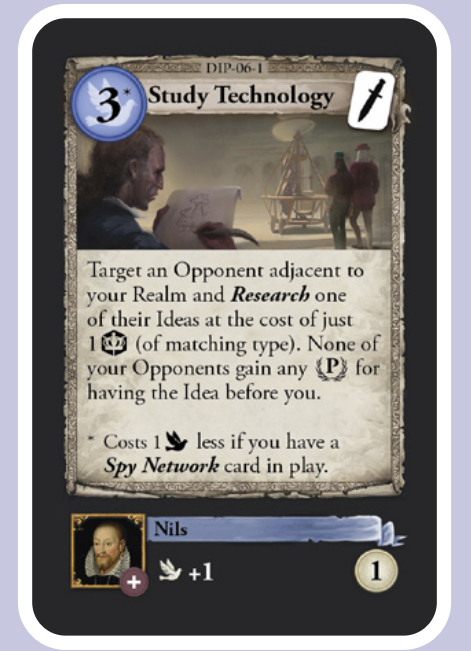 DIP-06-1
3* Study Technology
Target an Opponent adjacent to
your Realm and Research one
of their Ideas at the cost of just
1 (of matching type). None of
your Opponents gain any (P) for
having the Idea before you.
* Costs 1 less if you have a
Spy Network card in play.
Nils
+
+1
1